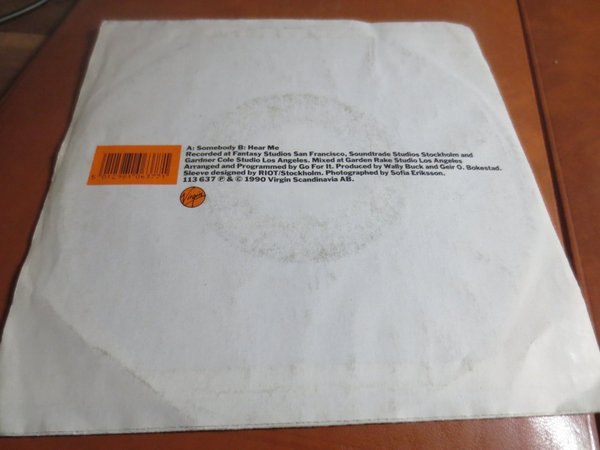 A: Somebody B: Hear Me
Recorded at Fantasy Studios San Francisco, Soundtrade Studios Stockholm and
Gardner Cole Studio Los Angeles. Mixed at Garden Rake Studio Los Angeles
Arranged and Programmed by Go For It. Produced by Wally Buck and Geir O. Bokestad.
Sleeve designed by RIOT/Stockholm. Photographed by Sofia Eriksson.
113 637 ℗ & © 1990 Virgin Scandinavia AB.
Virgin